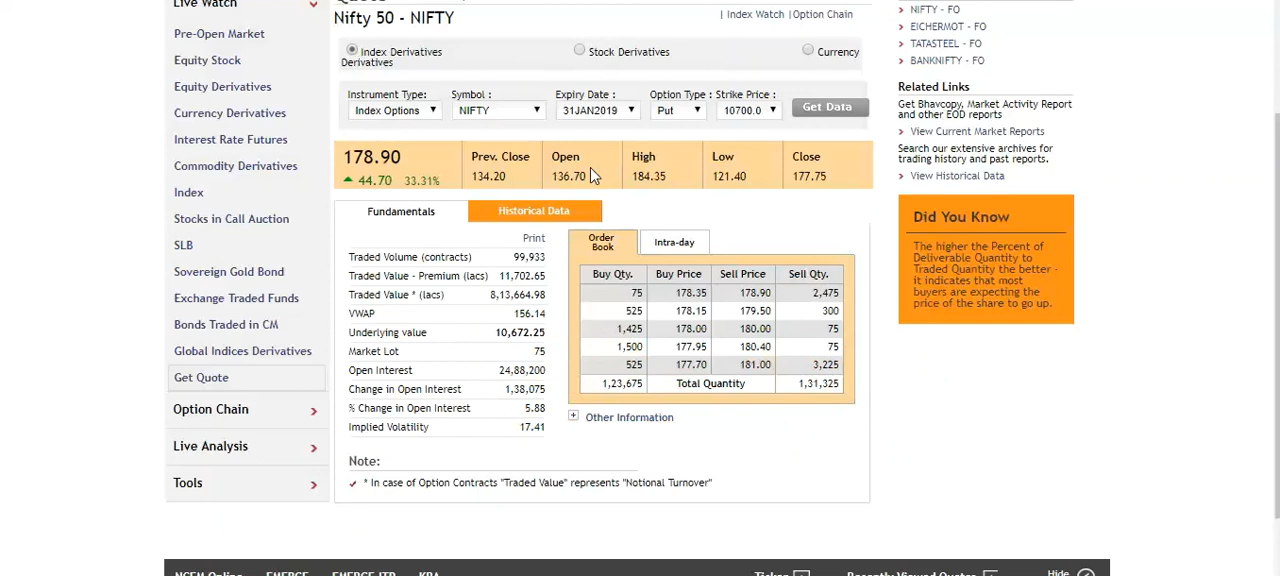 Live Watch
Pre-Open Market
Equity Stock
Equity Derivatives
Currency Derivatives
Interest Rate Futures
Commodity Derivatives
Index
Stocks in Call Auction
SLB
Sovereign Gold Bond
Exchange Traded Funds
Bonds Traded in CM
Global Indices Derivatives
Get Quote
Option Chain
Live Analysis
Tools
Nifty 50 - NIFTY
| Index Watch | Option Chain
Index Derivatives Stock Derivatives Currency
Derivatives
Instrument Type: Symbol : Expiry Date : Option Type : Strike Price :
Index Options NIFTY 31JAN2019 Put 10700.0 Get Data
178.90 Prev. Close Open High Low Close
44.70 33.31% 134.20 136.70 184.35 121.40 177.75
Fundamentals Historical Data
Print
Traded Volume (contracts) 99,933
Traded Value - Premium (lacs) 11,702.65
Traded Value * (lacs) 8,13,664.98
VWAP 156.14
Underlying value 10,672.25
Market Lot 75
Open Interest 24,88,200
Change in Open Interest 1,38,075
% Change in Open Interest 5.88
Implied Volatility 17.41
Order
Book
Intra-day
Buy Qty. Buy Price Sell Price Sell Qty.
75 178.35 178.90 2,475
525 178.15 179.50 300
1,425 178.00 180.00 75
1,500 177.95 180.40 75
525 177.70 181.00 3,225
1,23,675 Total Quantity 1,31,325
Other Information
Note:
* In case of Option Contracts "Traded Value" represents "Notional Turnover"
NIFTY - FO
EICHERMOT - FO
TATASTEEL - FO
BANKNIFTY - FO
Related Links
Get Bhavcopy, Market Activity Report
and other EOD reports
View Current Market Reports
Search our extensive archives for
trading history and past reports.
View Historical Data
Did You Know
The higher the Percent of
Deliverable Quantity to
Traded Quantity the better -
it indicates that most
buyers are expecting the
price of the share to go up.
Hide